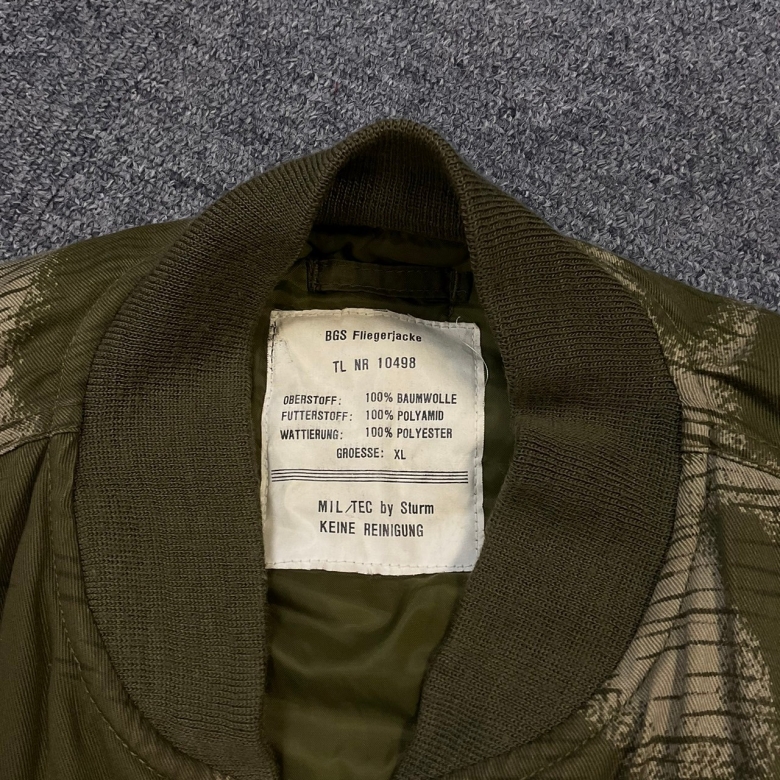 BGS Fliegerjacke
TL NR 10498
OBERSTOFF: 100% BAUMWOLLE
FUTTERSTOFF: 100% POLYAMID
WATTIERUNG: 100% POLYESTER
GROESSE: XL
MIL/TEC by Sturm
KEINE REINIGUNG